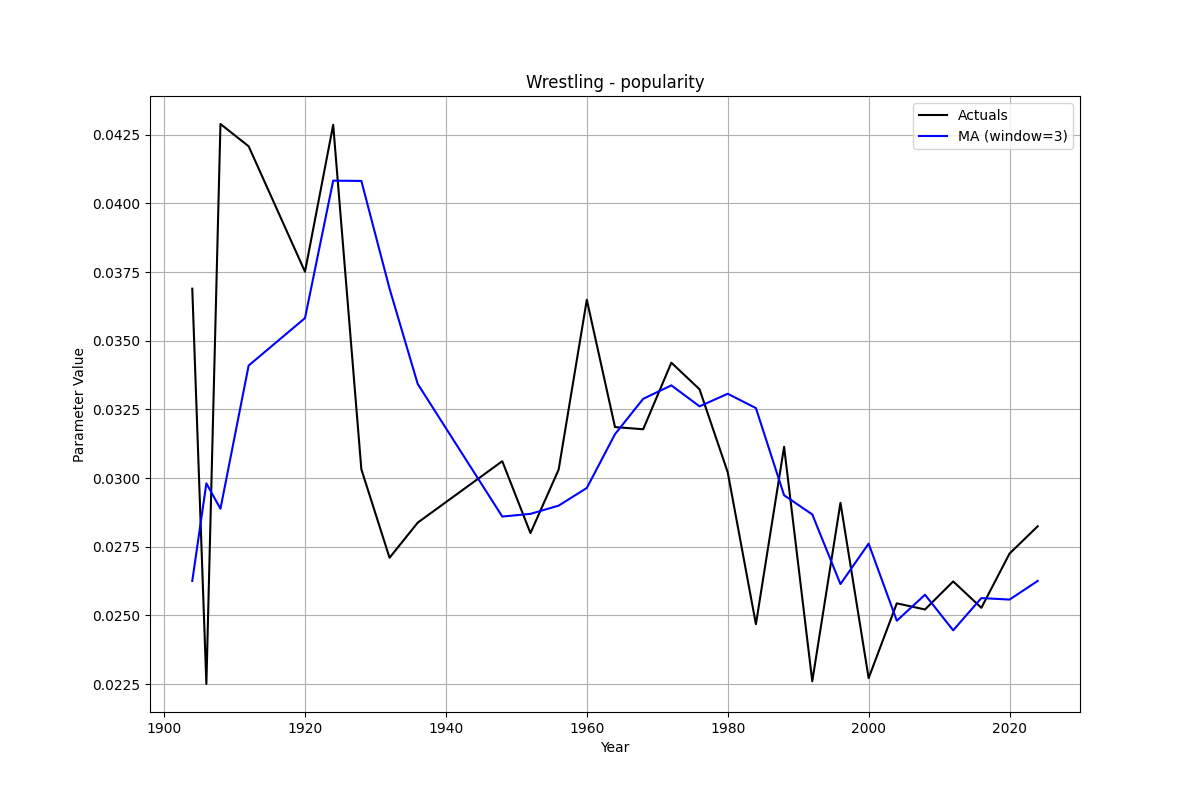 Wrestling - popularity
Actuals
MA (window=3)
Parameter Value
0.0425
0.0400
0.0375
0.0350
0.0325
0.0300
0.0275
0.0250
0.0225
1900 1920 1940 1960 1980 2000 2020
Year